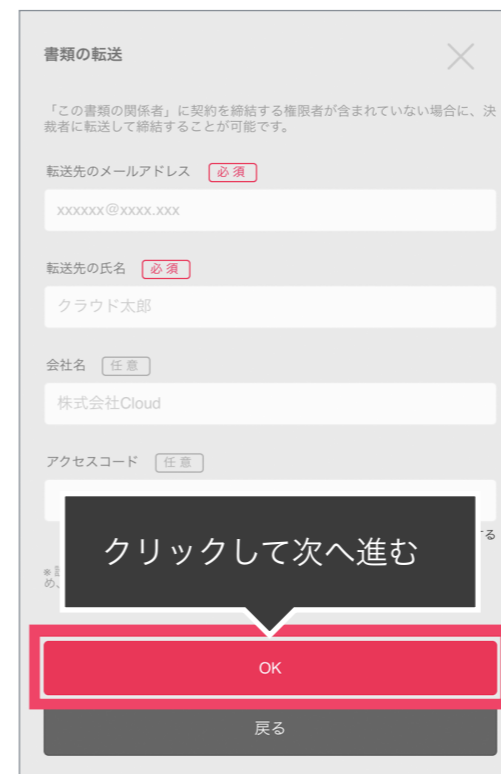 書類の転送
「この書類の関係者」に契約を締結する権限者が含まれていない場合に、決
裁者に転送して締結することが可能です。
転送先のメールアドレス 必須
xxxxxx@xxxx.xxx
転送先の氏名 必須
クラウド太郎
会社名 任意
株式会社Cloud
アクセスコード 任意
する
クリックして次へ進む
め、
OK
戻る